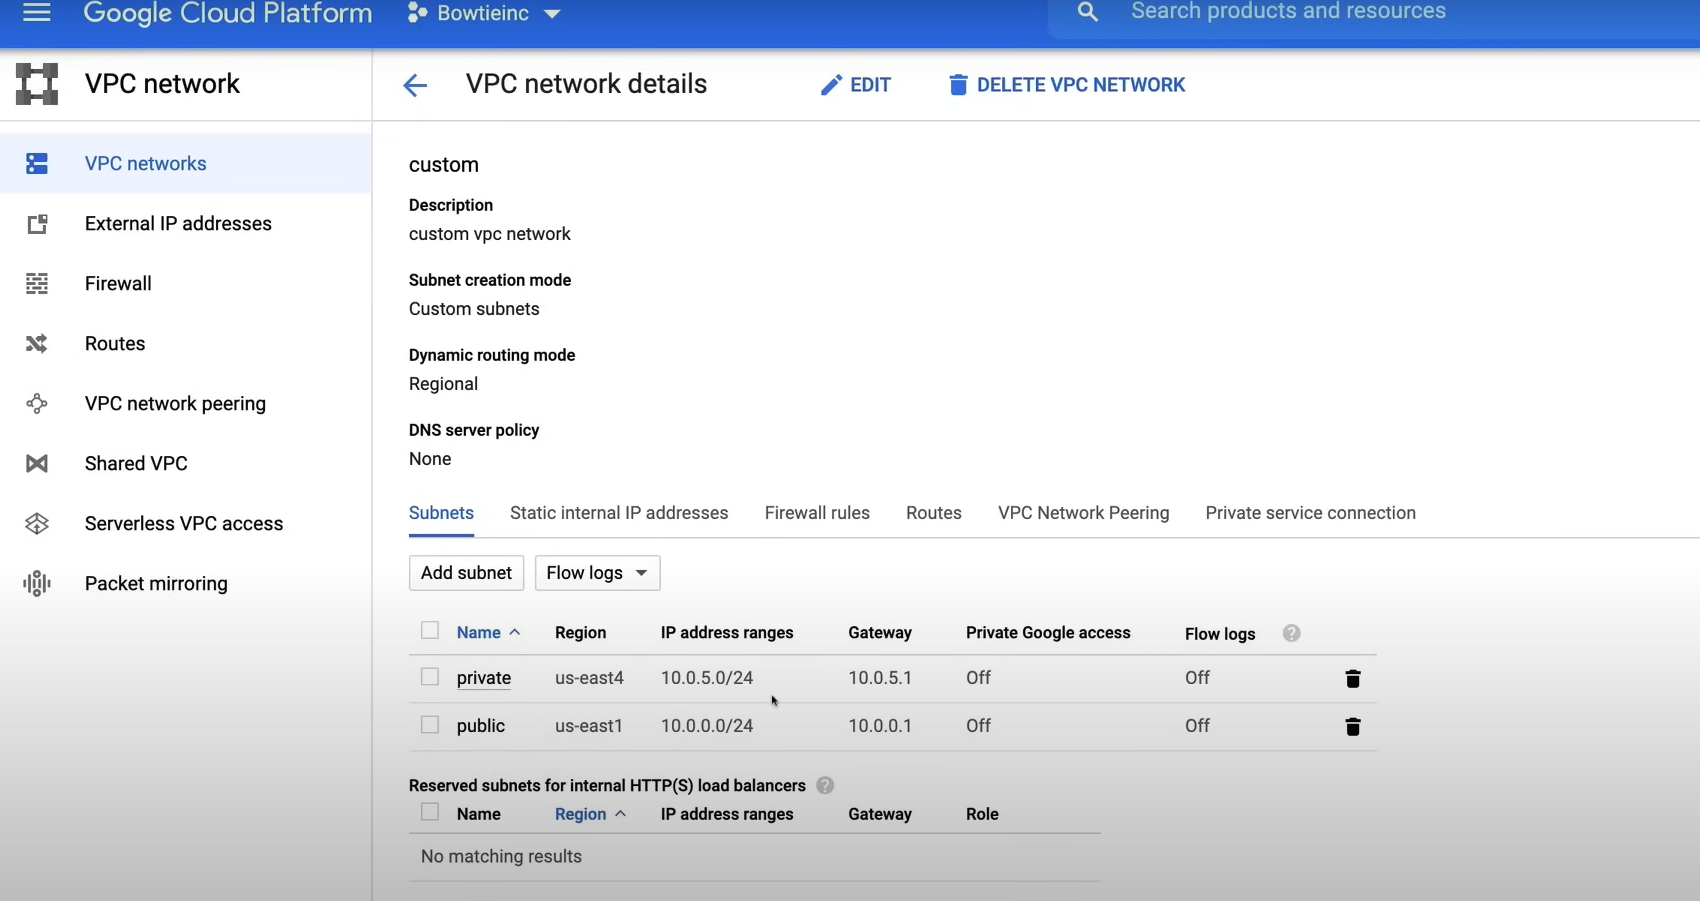 Google Cloud Platform
Bowtieinc
Search products and resources
VPC network
VPC networks
External IP addresses
Firewall
Routes
VPC network peering
Shared VPC
Serverless VPC access
Packet mirroring
VPC network details
EDIT
DELETE VPC NETWORK
custom
Description
custom vpc network
Subnet creation mode
Custom subnets
Dynamic routing mode
Regional
DNS server policy
None
Subnets Static internal IP addresses Firewall rules Routes VPC Network Peering Private service connection
Add subnet Flow logs
Name Region IP address ranges Gateway Private Google access Flow logs ?
private us-east4 10.0.5.0/24 10.0.5.1 Off Off
public us-east1 10.0.0.0/24 10.0.0.1 Off Off
Reserved subnets for internal HTTP(S) load balancers ?
Name Region IP address ranges Gateway Role
No matching results